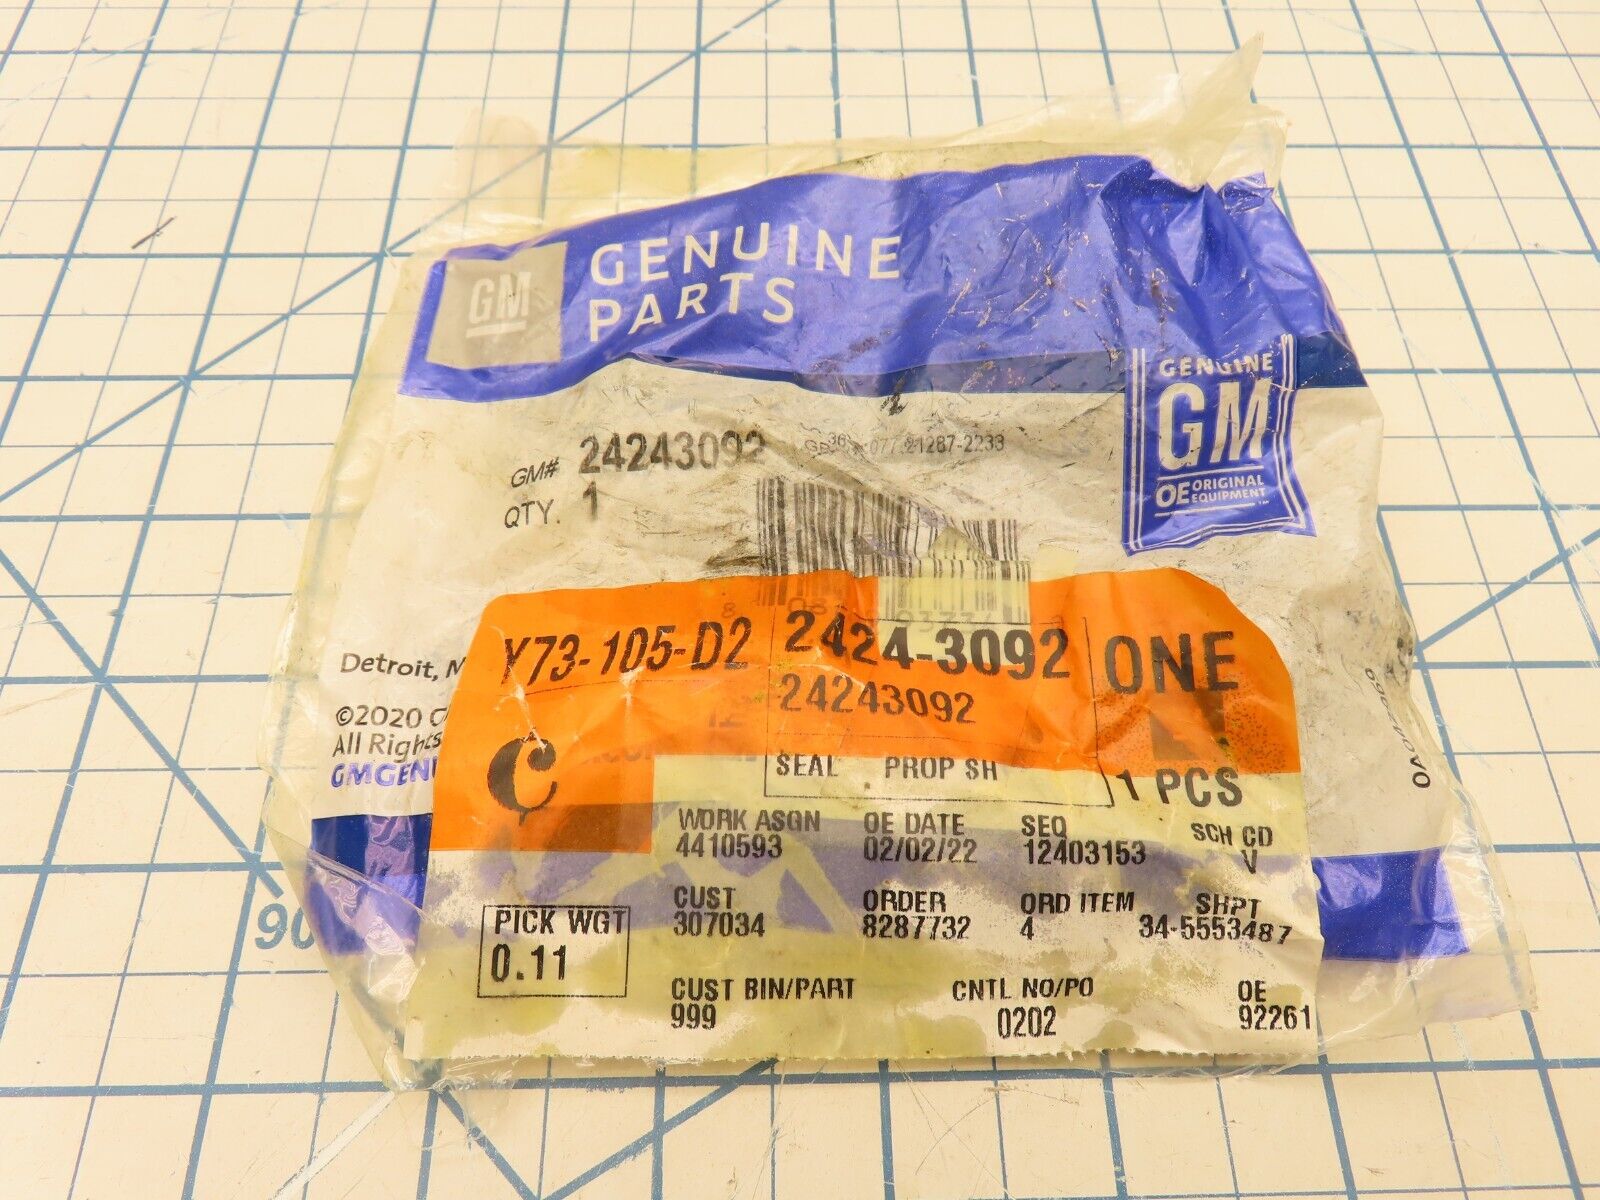 GM
GENUINE
PARTS
GENUINE
GM
OE ORIGINAL
EQUIPMENT
GM# 24243092
QTY. 1
Y73-105-D2
2424-3092
24243092
ONE
Detroit,
©2020
All Rights
GMGENU
C
SEAL PROP SH
1 PCS
WORK ASGN
4410593
OE DATE
02/02/22
SEQ
12403153
SCH CD
V
CUST
307034
ORDER
8287732
ORD ITEM
4
SHPT
34-5553487
PICK WGT
0.11
CUST BIN/PART
999
CNTL NO/PO
0202
OE
92261
90